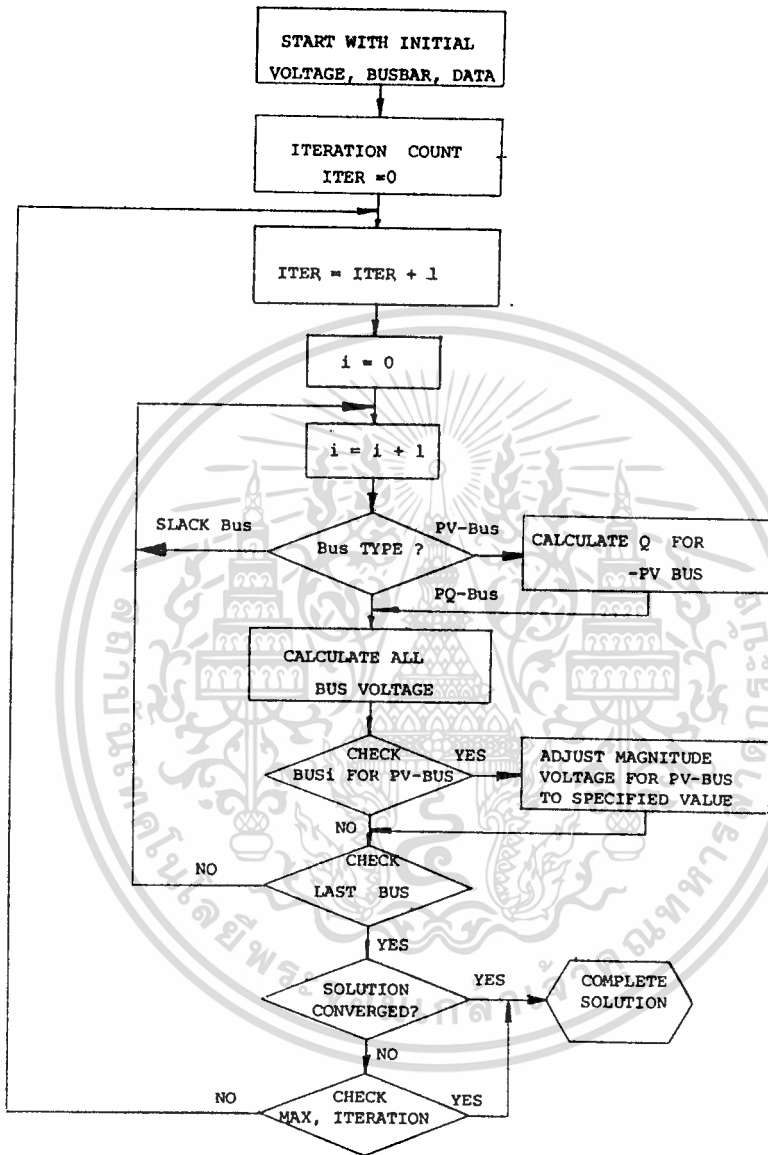 START WITH INITIAL
VOLTAGE, BUSBAR, DATA
ITERATION COUNT
ITER =0
ITER = ITER + 1
i = 0
i = i + 1
SLACK Bus
Bus TYPE ?
PV-Bus
CALCULATE Q FOR
-PV BUS
PQ-Bus
CALCULATE ALL
BUS VOLTAGE
CHECK
BUSi FOR PV-BUS
YES
ADJUST MAGNITUDE
VOLTAGE FOR PV-BUS
TO SPECIFIED VALUE
NO
CHECK
LAST BUS
NO
YES
SOLUTION
CONVERGED?
YES
COMPLETE
SOLUTION
NO
CHECK
MAX, ITERATION
NO
YES